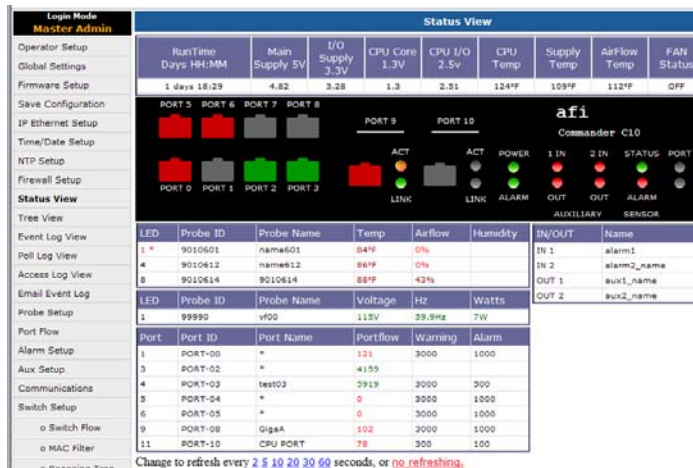 Login Mode
Master Admin
Operator Setup
Global Settings
Firmware Setup
Save Configuration
IP Ethernet Setup
Time/Date Setup
NTP Setup
Firewall Setup
Status View
Tree View
Event Log View
Poll Log View
Access Log View
Email Event Log
Probe Setup
Port Flow
Alarm Setup
Aux Setup
Communications
Switch Setup
o Switch Flow
o MAC Filter
Status View
RunTime Days HH:MM Main Supply 5V I/O Supply 3.3V CPU Core 1.3V CPU I/O 2.5v CPU Temp Supply Temp AirFlow Temp FAN Status
1 days 18:29 4.82 3.28 1.3 2.51 124°F 109°F 112°F OFF
PORT 5 PORT 6 PORT 7 PORT 8
PORT 9 PORT 10
afi
Commander C10
ACT ACT POWER 1 IN 2 IN STATUS PORT
PORT 0 PORT 1 PORT 2 PORT 3
LINK LINK ALARM OUT OUT ALARM
AUXILIARY SENSOR
LED Probe ID Probe Name Temp Airflow Humidity
1 * 9010601 name601 84°F 0%
4 9010612 name612 86°F 0%
8 9010614 9010614 88°F 43%
LED Probe ID Probe Name Voltage Hz Watts
1 99990 vf00 115V 59.9Hz 7W
Port Port ID Port Name Portflow Warning Alarm
1 PORT-00 * 121 3000 1000
3 PORT-02 * 4159
4 PORT-03 test03 5919 3000 500
5 PORT-04 * 0 3000 1000
6 PORT-05 * 0 3000 1000
9 PORT-08 GigaA 102 3000 1000
11 PORT-10 CPU PORT 78 300 100
IN/OUT Name
IN 1 alarm1
IN 2 alarm2_name
OUT 1 aux1_name
OUT 2 aux2_name
Change to refresh every 2 5 10 20 30 60 seconds, or no refreshing.